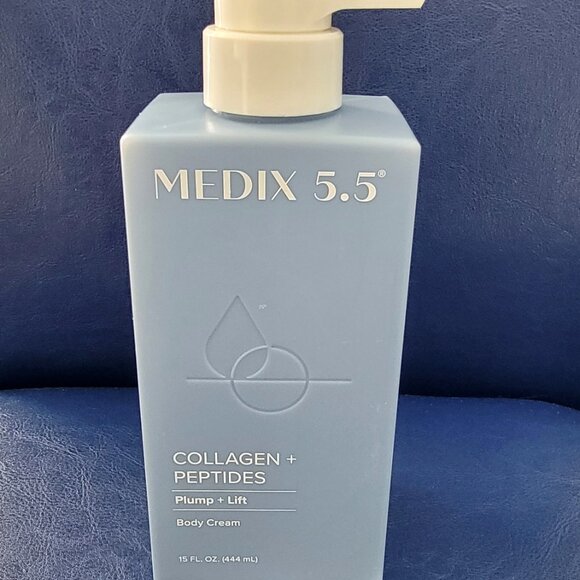 MEDIX 5.5®
COLLAGEN +
PEPTIDES
Plump + Lift
Body Cream
15 FL. OZ. (444 mL)